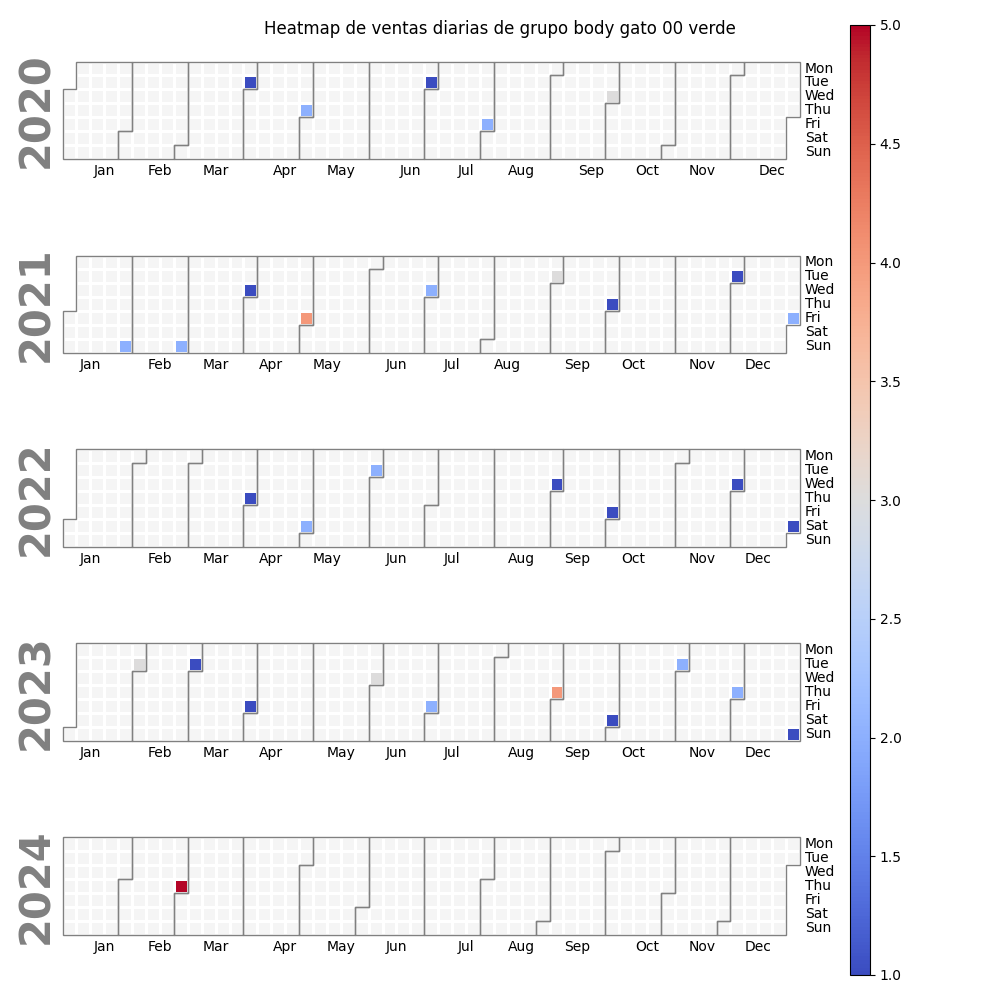 Heatmap de ventas diarias de grupo body gato 00 verde
2020
Mon
Tue
Wed
Thu
Fri
Sat
Sun
Jan Feb Mar Apr May Jun Jul Aug Sep Oct Nov Dec
2021
Mon
Tue
Wed
Thu
Fri
Sat
Sun
Jan Feb Mar Apr May Jun Jul Aug Sep Oct Nov Dec
2022
Mon
Tue
Wed
Thu
Fri
Sat
Sun
Jan Feb Mar Apr May Jun Jul Aug Sep Oct Nov Dec
2023
Mon
Tue
Wed
Thu
Fri
Sat
Sun
Jan Feb Mar Apr May Jun Jul Aug Sep Oct Nov Dec
2024
Mon
Tue
Wed
Thu
Fri
Sat
Sun
Jan Feb Mar Apr May Jun Jul Aug Sep Oct Nov Dec
5.0
4.5
4.0
3.5
3.0
2.5
2.0
1.5
1.0